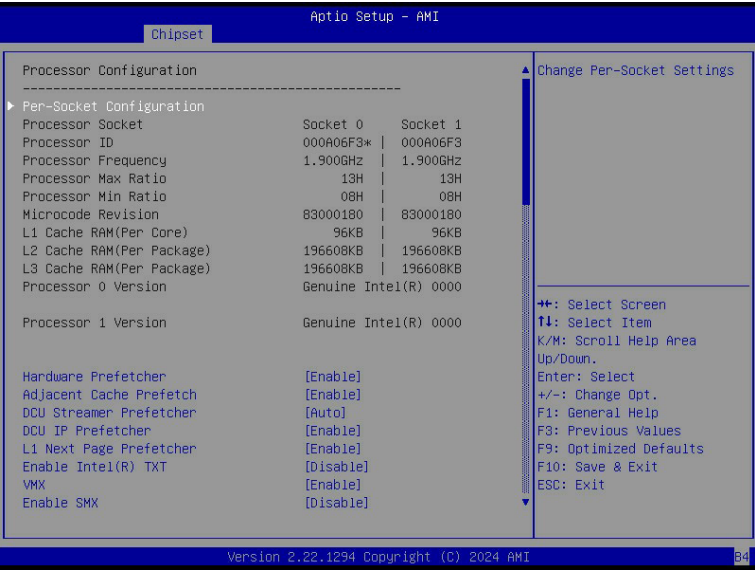 Aptio Setup – AMI
Chipset
Processor Configuration
--------------------------------------------------
Per-Socket Configuration
Processor Socket Socket 0 Socket 1
Processor ID 000A06F3* | 000A06F3
Processor Frequency 1.900GHz | 1.900GHz
Processor Max Ratio 13H | 13H
Processor Min Ratio 08H | 08H
Microcode Revision 83000180 | 83000180
L1 Cache RAM(Per Core) 96KB | 96KB
L2 Cache RAM(Per Package) 196608KB | 196608KB
L3 Cache RAM(Per Package) 196608KB | 196608KB
Processor 0 Version Genuine Intel(R) 0000
Processor 1 Version Genuine Intel(R) 0000
Hardware Prefetcher [Enable]
Adjacent Cache Prefetch [Enable]
DCU Streamer Prefetcher [Auto]
DCU IP Prefetcher [Enable]
L1 Next Page Prefetcher [Enable]
Enable Intel(R) TXT [Disable]
VMX [Enable]
Enable SMX [Disable]
Change Per-Socket Settings
→←: Select Screen
↑↓: Select Item
K/M: Scroll Help Area
Up/Down.
Enter: Select
+/-: Change Opt.
F1: General Help
F3: Previous Values
F9: Optimized Defaults
F10: Save & Exit
ESC: Exit
Version 2.22.1294 Copyright (C) 2024 AMI
B4